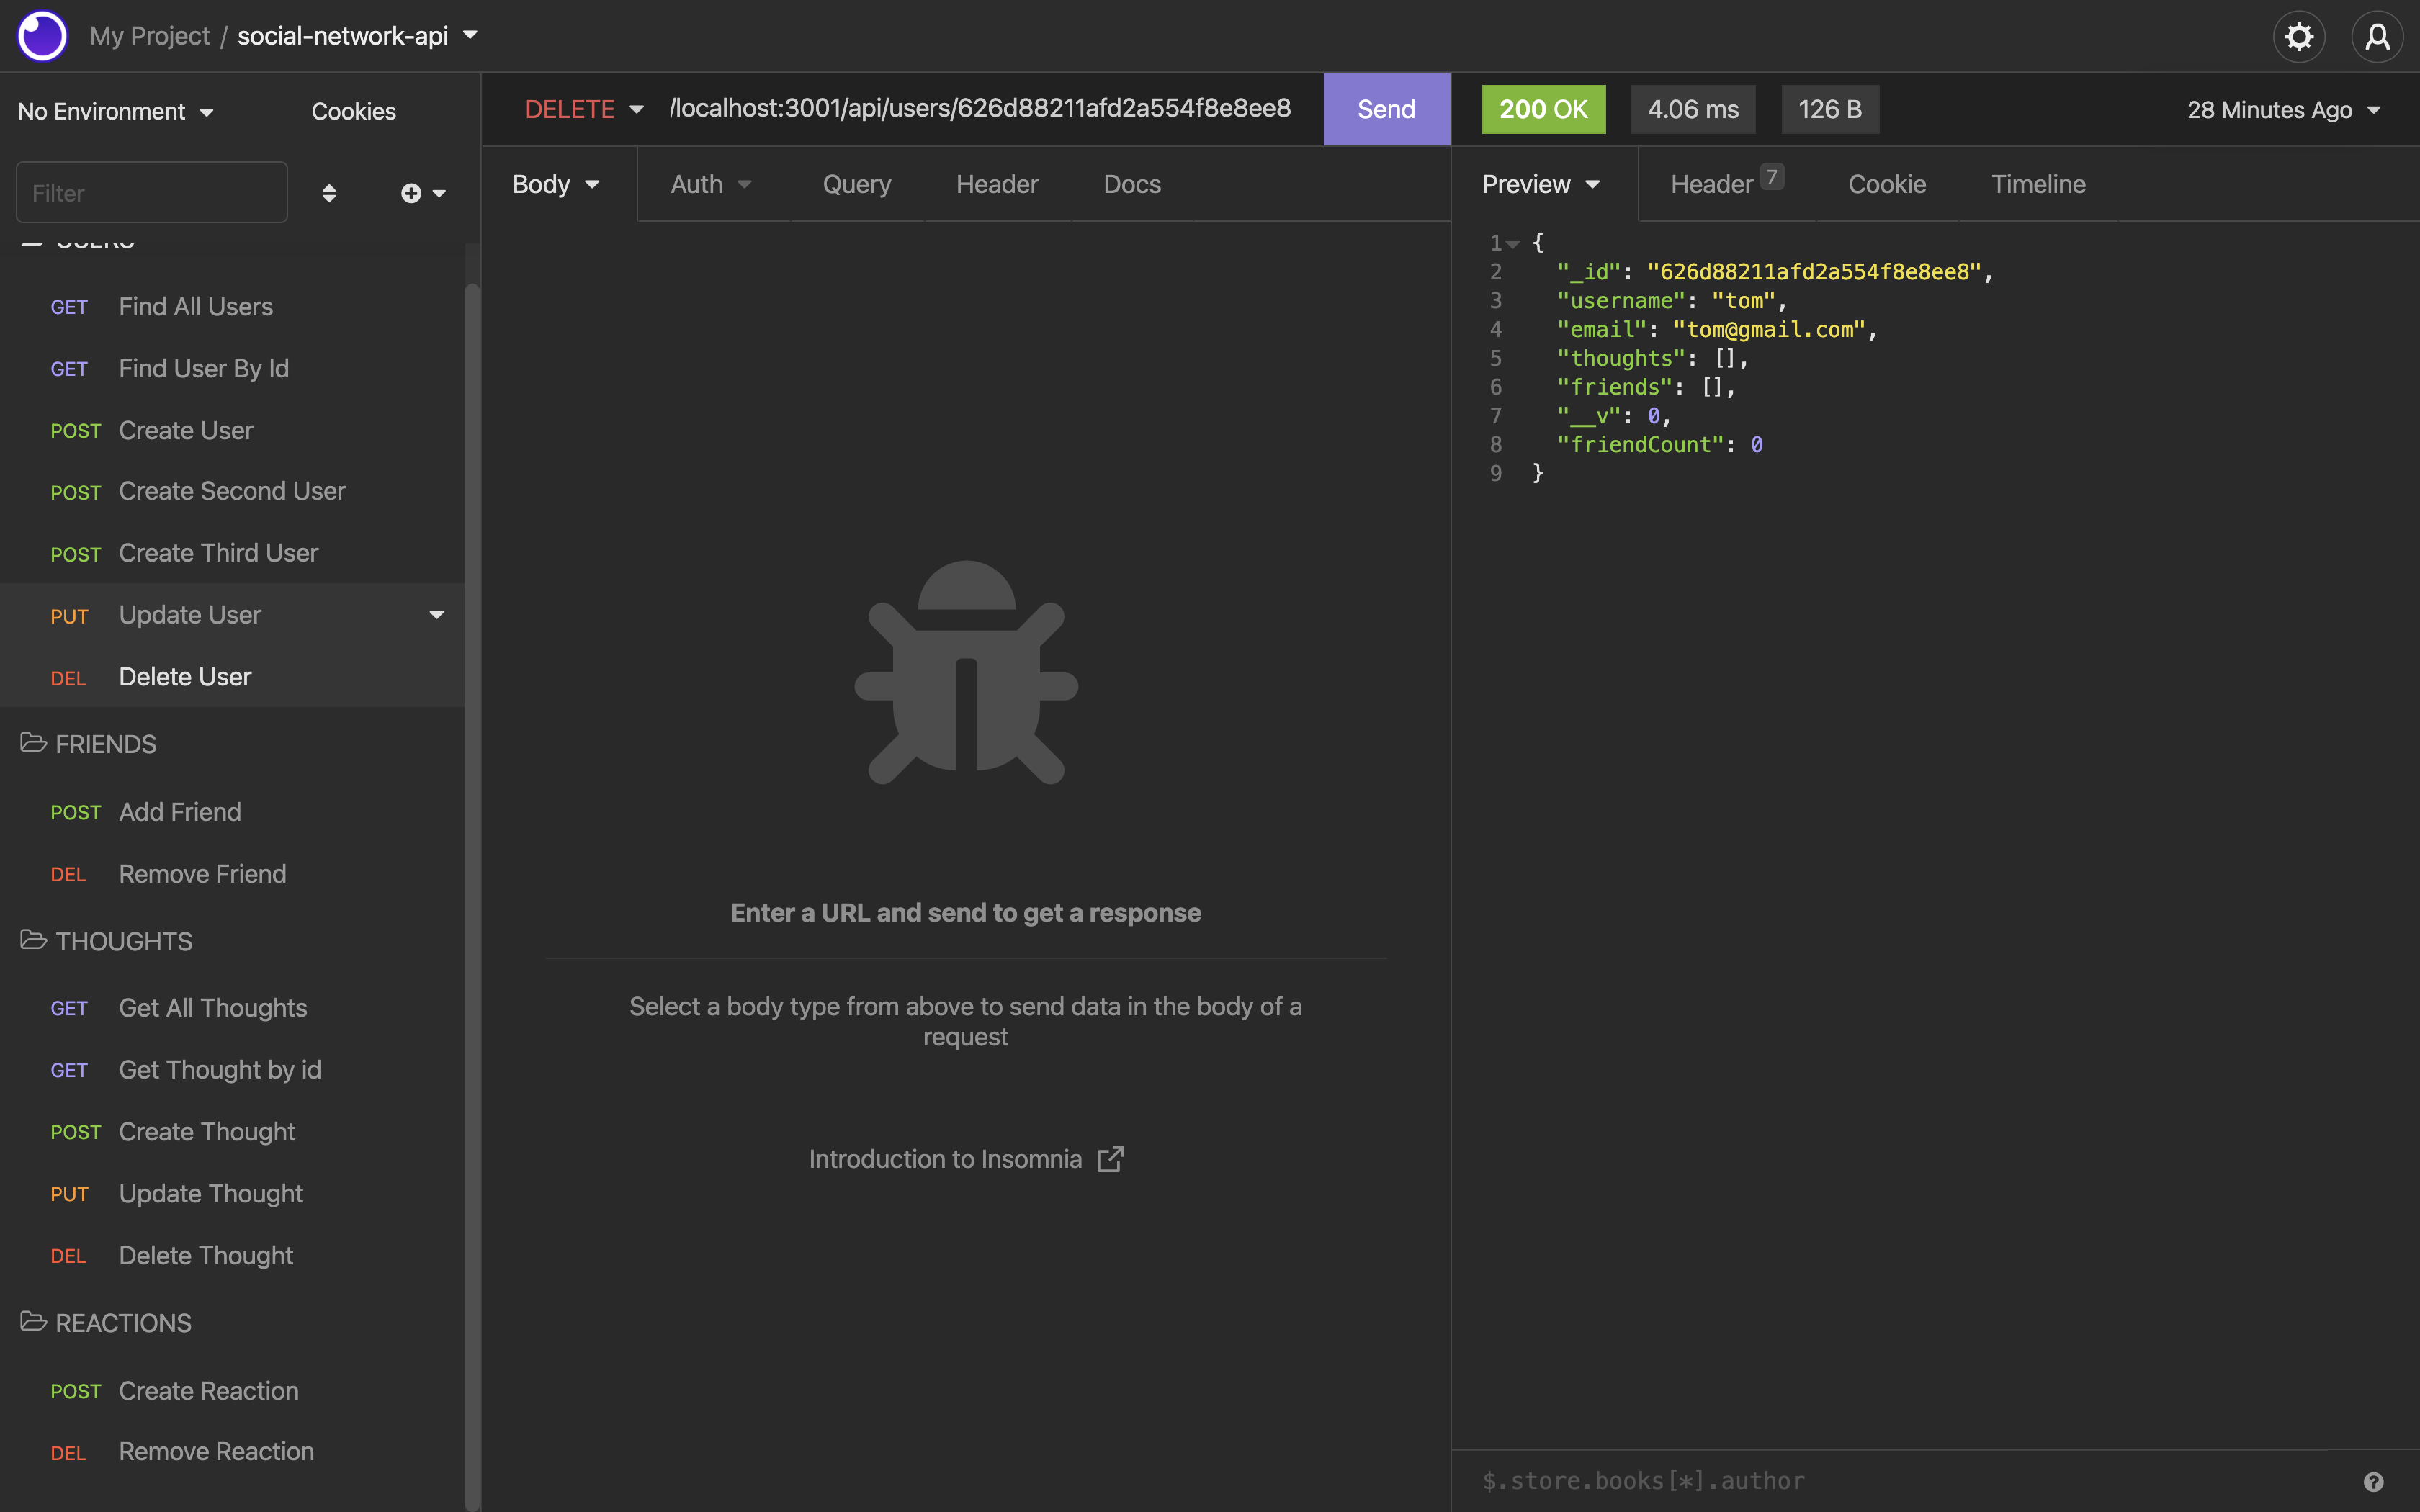 My Project / social-network-api
No Environment
Cookies
DELETE
/localhost:3001/api/users/626d88211afd2a554f8e8ee8
Send
200 OK
4.06 ms
126 B
28 Minutes Ago
Filter
Body
Auth
Query
Header
Docs
Preview
Header 7
Cookie
Timeline
USERS
GET Find All Users
GET Find User By Id
POST Create User
POST Create Second User
POST Create Third User
PUT Update User
DEL Delete User
FRIENDS
POST Add Friend
DEL Remove Friend
THOUGHTS
GET Get All Thoughts
GET Get Thought by id
POST Create Thought
PUT Update Thought
DEL Delete Thought
REACTIONS
POST Create Reaction
DEL Remove Reaction
Enter a URL and send to get a response
Select a body type from above to send data in the body of a
request
Introduction to Insomnia
1 {
2 "_id": "626d88211afd2a554f8e8ee8",
3 "username": "tom",
4 "email": "tom@gmail.com",
5 "thoughts": [],
6 "friends": [],
7 "__v": 0,
8 "friendCount": 0
9 }
$.store.books[*].author